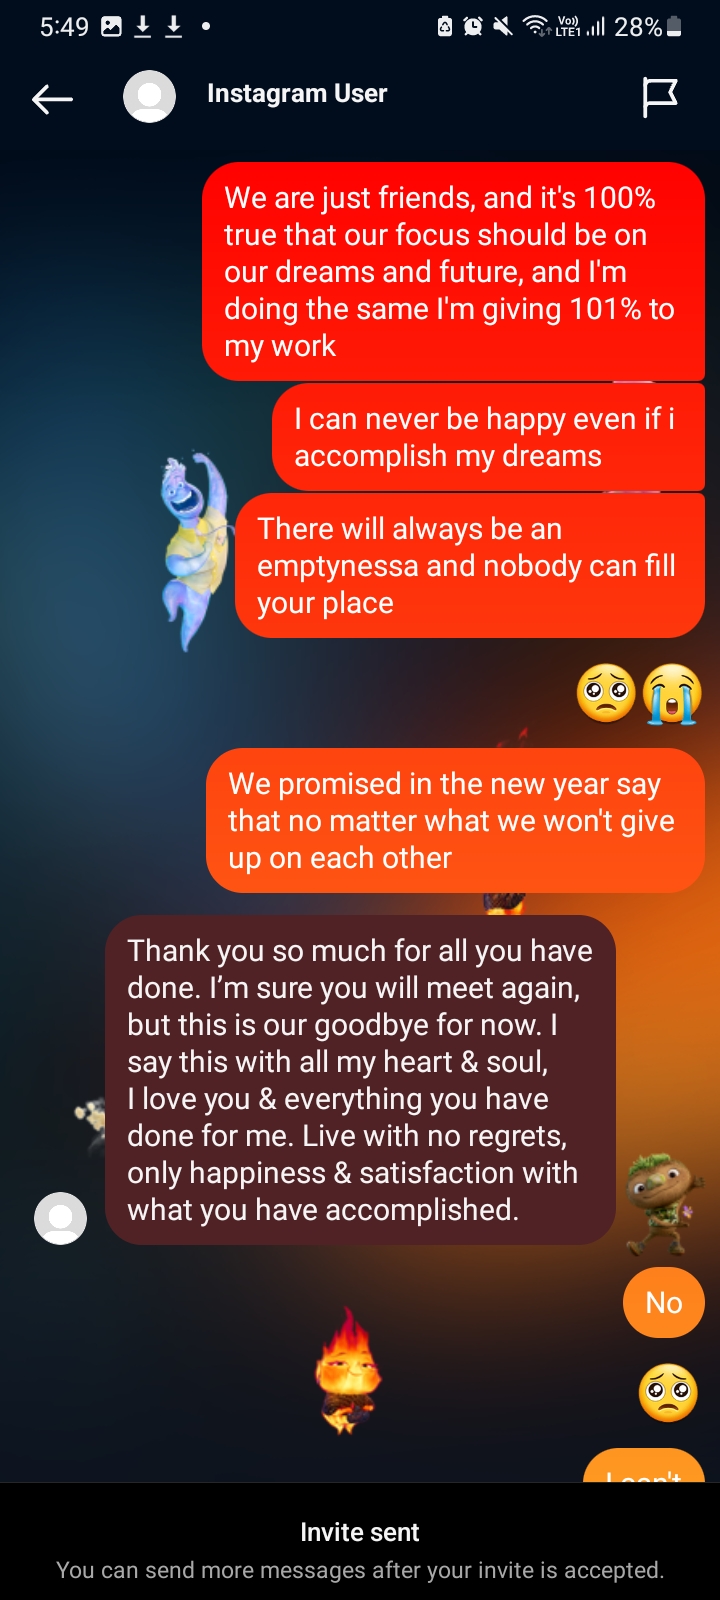 5:49
Vo)) LTE1 28%
Instagram User
We are just friends, and it's 100%
true that our focus should be on
our dreams and future, and I'm
doing the same I'm giving 101% to
my work
I can never be happy even if i
accomplish my dreams
There will always be an
emptynessa and nobody can fill
your place
We promised in the new year say
that no matter what we won't give
up on each other
Thank you so much for all you have
done. I’m sure you will meet again,
but this is our goodbye for now. I
say this with all my heart & soul,
I love you & everything you have
done for me. Live with no regrets,
only happiness & satisfaction with
what you have accomplished.
No
I can't
Invite sent
You can send more messages after your invite is accepted.